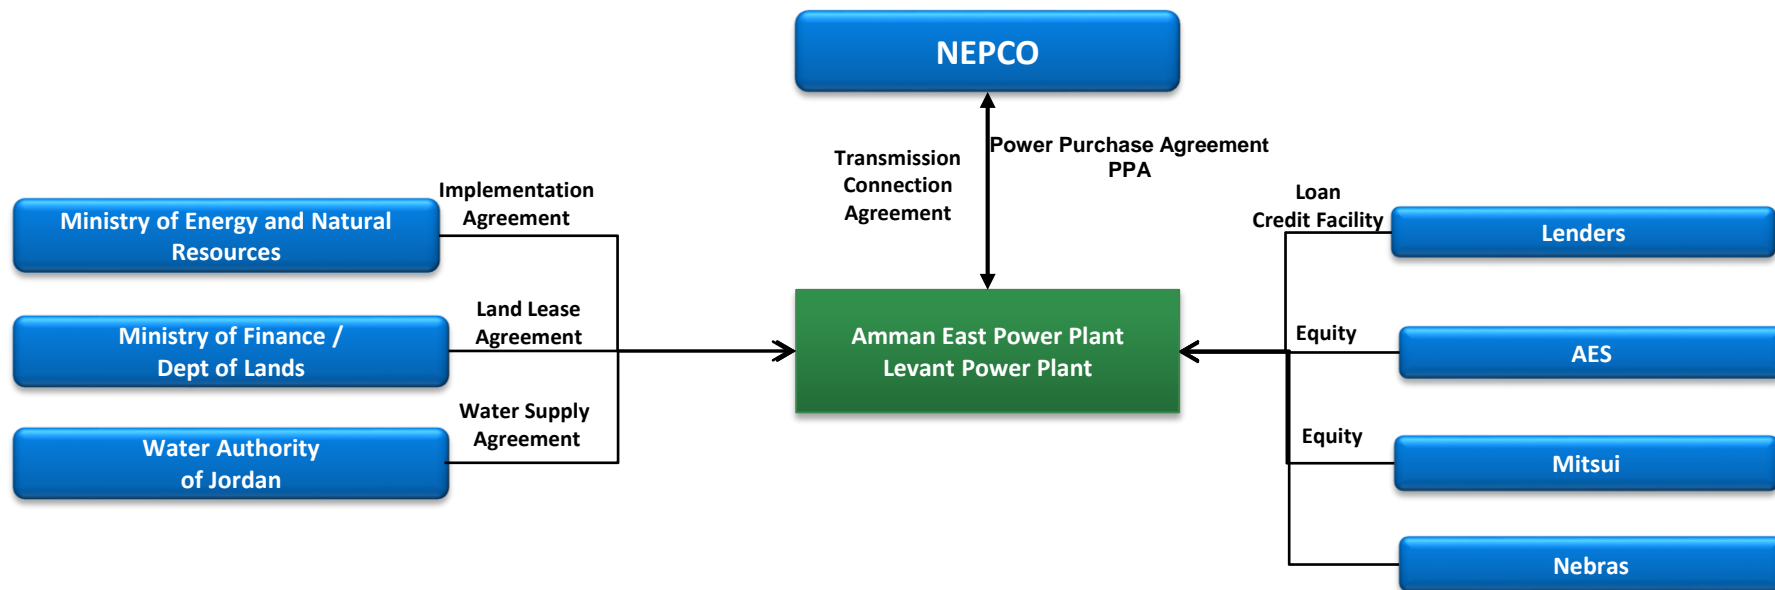 NEPCO
Transmission
Connection
Agreement
Power Purchase Agreement
PPA
Implementation
Agreement
Ministry of Energy and Natural
Resources
Land Lease
Agreement
Ministry of Finance /
Dept of Lands
Water Supply
Agreement
Water Authority
of Jordan
Amman East Power Plant
Levant Power Plant
Loan
Credit Facility
Lenders
Equity
AES
Equity
Mitsui
Nebras